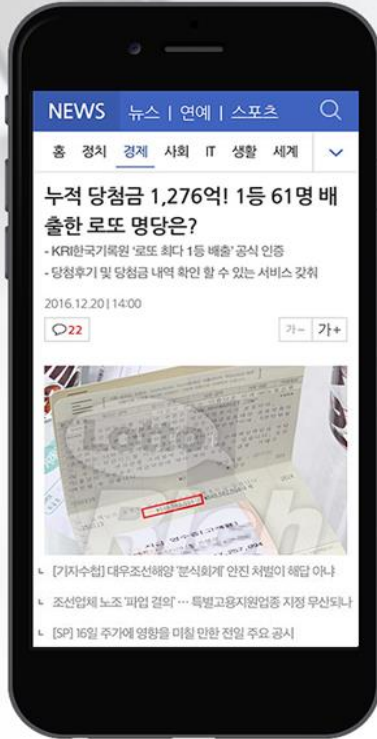 NEWS 뉴스 | 연예 | 스포츠
홈 정치 경제 사회 IT 생활 세계
누적 당첨금 1,276억! 1등 61명 배
출한 로또 명당은?
- KRI한국기록원 '로또 최다 1등 배출' 공식 인증
- 당첨후기 및 당첨금 내역 확인 할 수 있는 서비스 갖춰
2016.12.20 | 14:00
22
가- 가+
Lotto
Rich
ㄴ [기자수첩] 대우조선해양 '분식회계' 안진 처벌이 해답 아냐
ㄴ 조선업체 노조 '파업 결의' … 특별고용지원업종 지정 무산되나
ㄴ [SP] 16일 주가에 영향을 미칠 만한 전일 주요 공시